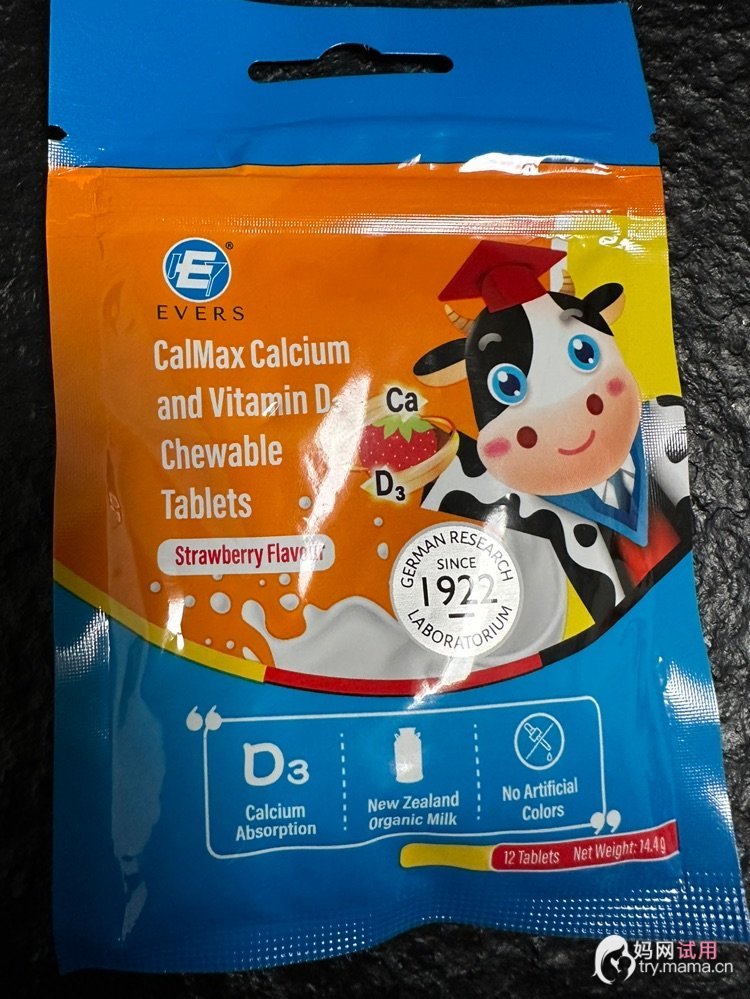 E7
®
EVERS
CalMax Calcium
and Vitamin D
Chewable
Tablets
Strawberry Flavour
Ca
D₃
GERMAN RESEARCH
SINCE
1922
LABORATORIUM
D₃
Calcium
Absorption
New Zealand
Organic Milk
No Artificial
Colors
12 Tablets Net Weight: 14.4g
妈网试用
try.mama.cn